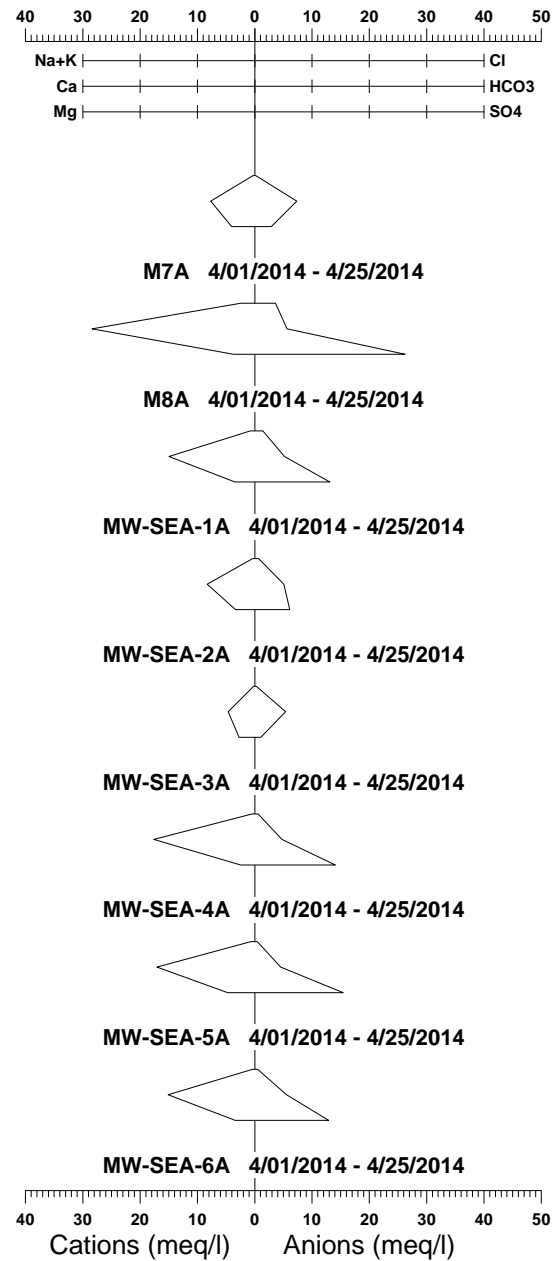 40 30 20 10 0 10 20 30 40 50
Na+K Cl
Ca HCO3
Mg SO4
M7A 4/01/2014 - 4/25/2014
M8A 4/01/2014 - 4/25/2014
MW-SEA-1A 4/01/2014 - 4/25/2014
MW-SEA-2A 4/01/2014 - 4/25/2014
MW-SEA-3A 4/01/2014 - 4/25/2014
MW-SEA-4A 4/01/2014 - 4/25/2014
MW-SEA-5A 4/01/2014 - 4/25/2014
MW-SEA-6A 4/01/2014 - 4/25/2014
40 30 20 10 0 10 20 30 40 50
Cations (meq/l) Anions (meq/l)